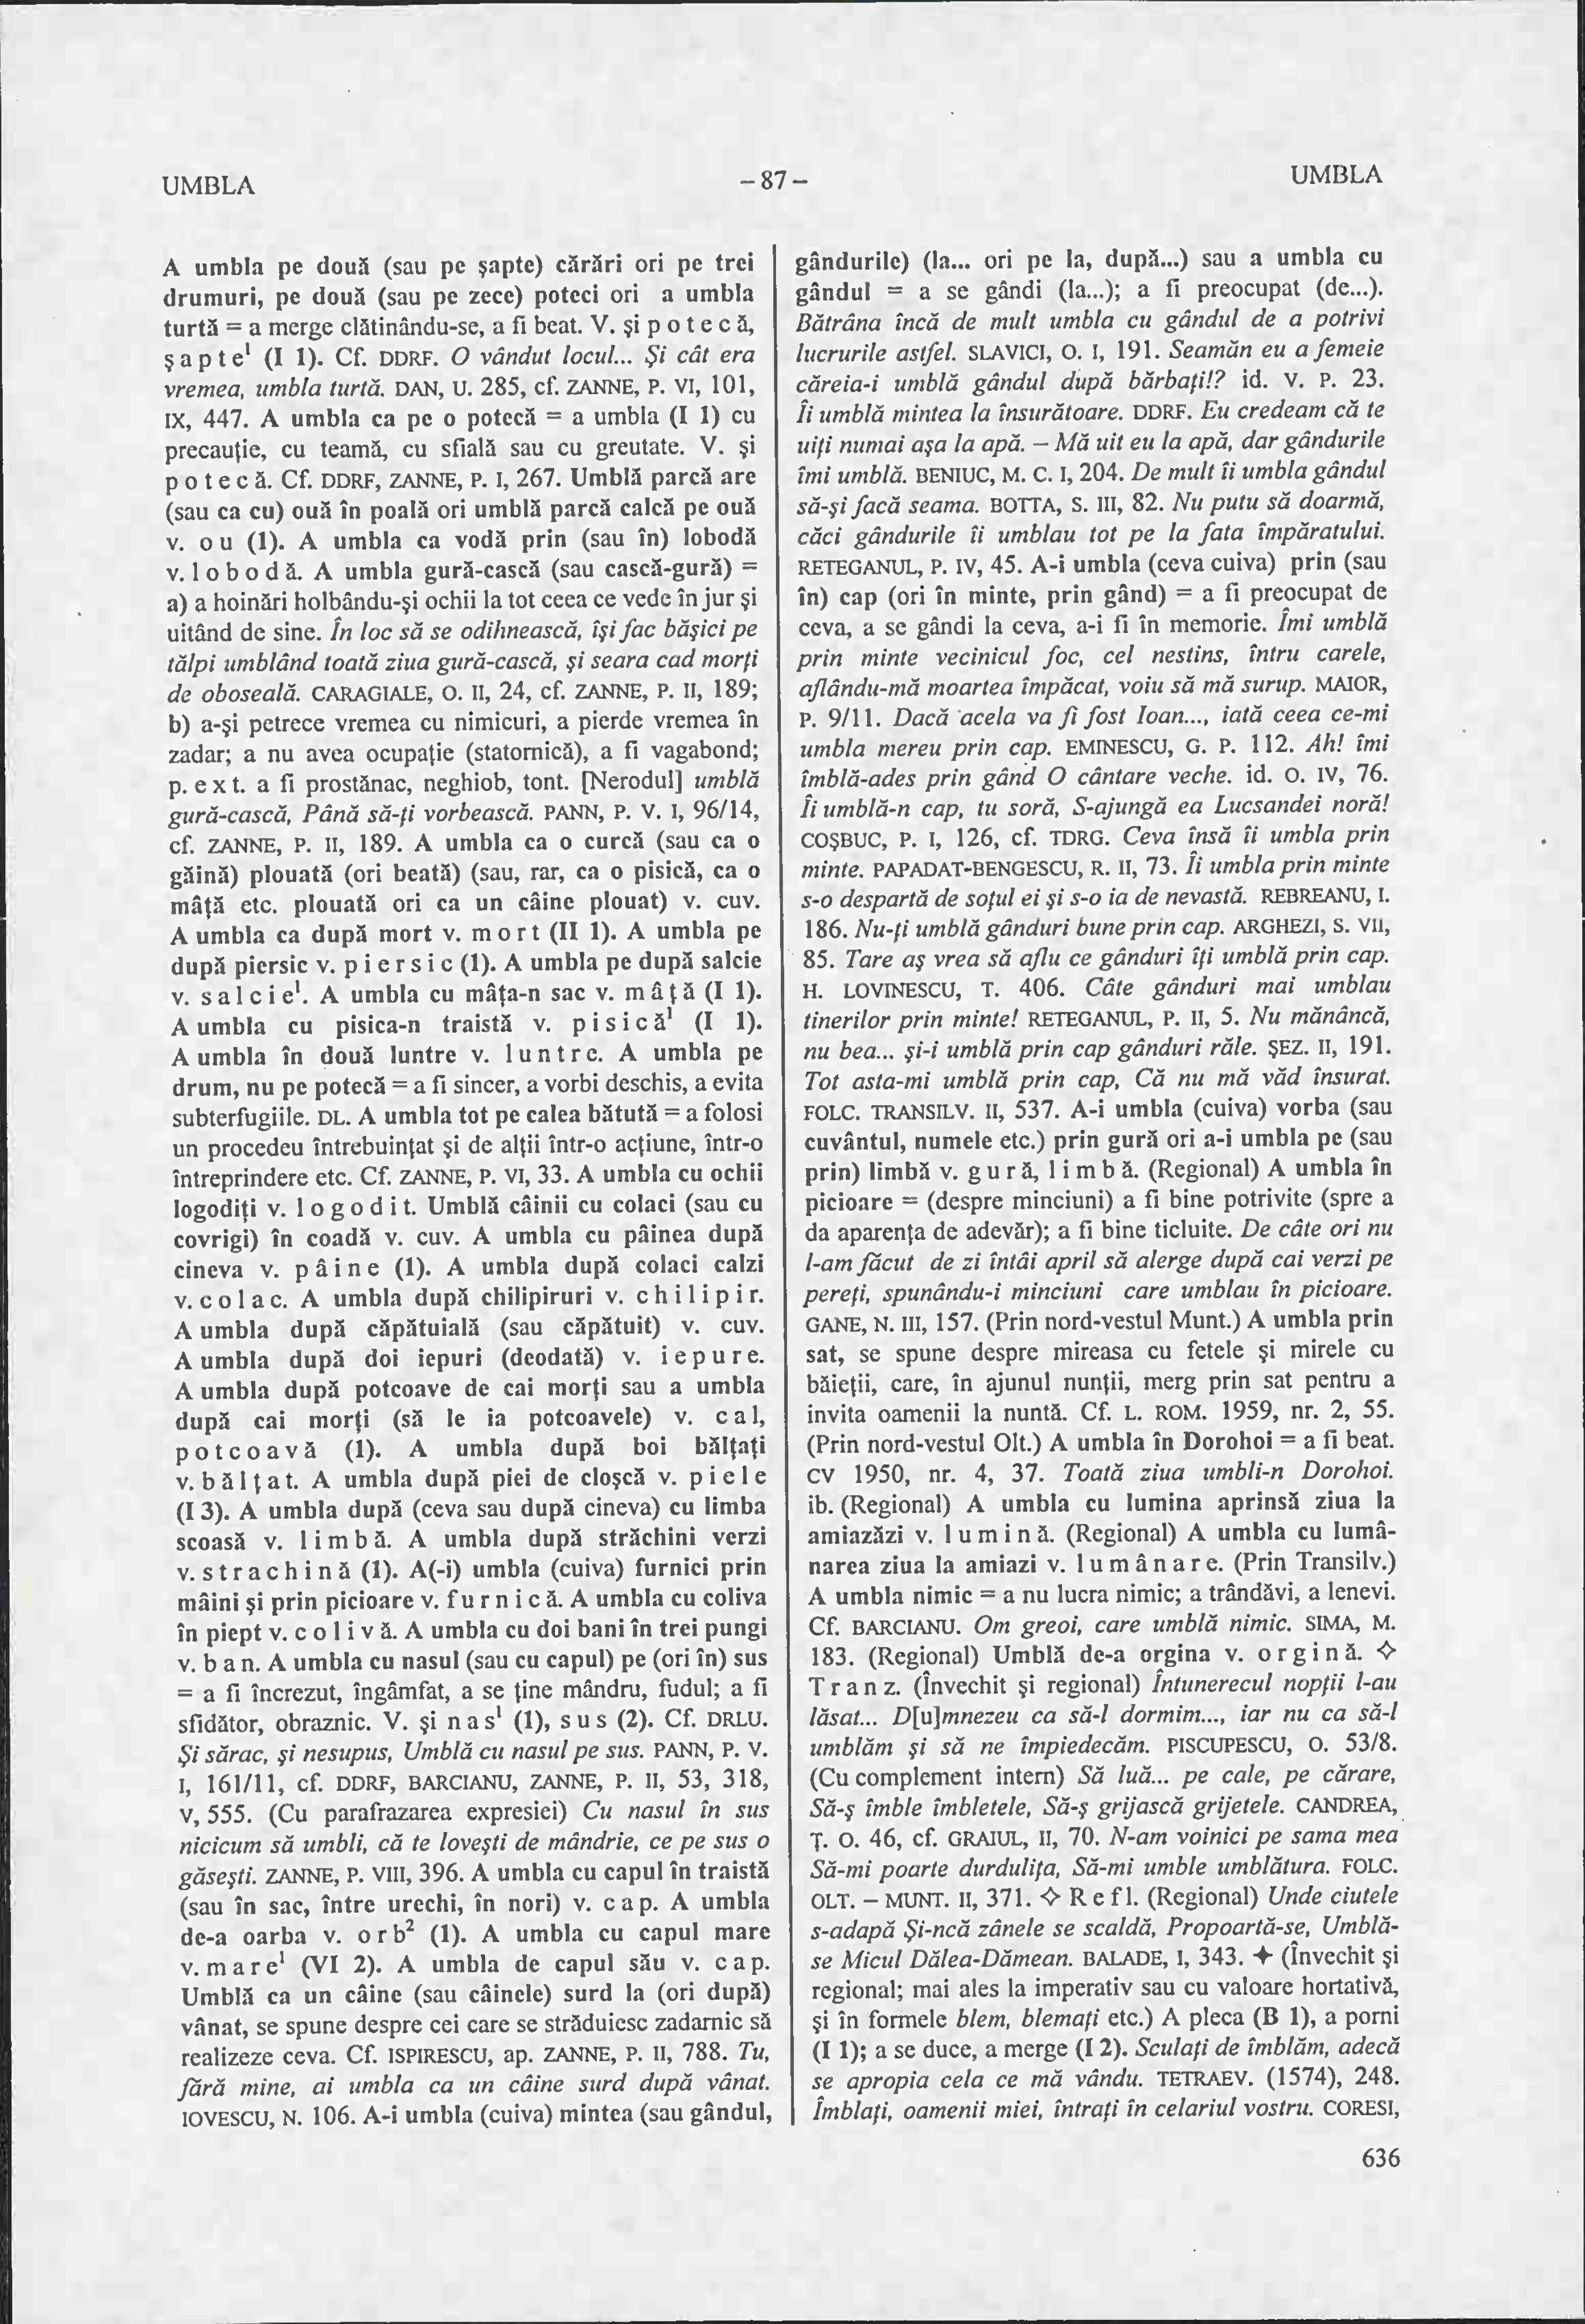 UMBLA
– 87 –
UMBLA
A umbla pe două (sau pe şapte) cărări ori pe trei
drumuri, pe două (sau pe zece) poteci ori a umbla
turtă = a merge clătinându-se, a fi beat. V. şi p o t e c ă,
ş a p t e¹ (I 1). Cf. DDRF. O vândut locul... Şi cât era
vremea, umbla turtă. DAN, U. 285, cf. ZANNE, P. VI, 101,
IX, 447. A umbla ca pe o potecă = a umbla (I 1) cu
precauţie, cu teamă, cu sfială sau cu greutate. V. şi
p o t e c ă. Cf. DDRF, ZANNE, P. I, 267. Umblă parcă are
(sau ca cu) ouă în poală ori umblă parcă calcă pe ouă
v. o u (1). A umbla ca vodă prin (sau în) lobodă
v. l o b o d ă. A umbla gură-cască (sau cască-gură) =
a) a hoinări holbându-şi ochii la tot ceea ce vede în jur şi
uitând de sine. În loc să se odihnească, îşi fac băşici pe
tălpi umblând toată ziua gură-cască, şi seara cad morţi
de oboseală. CARAGIALE, O. II, 24, cf. ZANNE, P. II, 189;
b) a-şi petrece vremea cu nimicuri, a pierde vremea în
zadar; a nu avea ocupaţie (statornică), a fi vagabond;
p. e x t. a fi prostănac, neghiob, tont. [Nerodul] umblă
gură-cască, Până să-ţi vorbească. PANN, P. V. I, 96/14,
cf. ZANNE, P. II, 189. A umbla ca o curcă (sau ca o
găină) plouată (ori beată) (sau, rar, ca o pisică, ca o
mâţă etc. plouată ori ca un câine plouat) v. cuv.
A umbla ca după mort v. m o r t (II 1). A umbla pe
după piersic v. p i e r s i c (1). A umbla pe după salcie
v. s a l c i e¹. A umbla cu mâţa-n sac v. m â ţ ă (I 1).
A umbla cu pisica-n traistă v. p i s i c ă¹ (I 1).
A umbla în două luntre v. l u n t r e. A umbla pe
drum, nu pe potecă = a fi sincer, a vorbi deschis, a evita
subterfugiile. DL. A umbla tot pe calea bătută = a folosi
un procedeu întrebuinţat şi de alţii într-o acţiune, într-o
întreprindere etc. Cf. ZANNE, P. VI, 33. A umbla cu ochii
logodiţi v. l o g o d i t. Umblă câinii cu colaci (sau cu
covrigi) în coadă v. cuv. A umbla cu pâinea după
cineva v. p â i n e (1). A umbla după colaci calzi
v. c o l a c. A umbla după chilipiruri v. c h i l i p i r.
A umbla după căpătuială (sau căpătuit) v. cuv.
A umbla după doi iepuri (deodată) v. i e p u r e.
A umbla după potcoave de cai morţi sau a umbla
după cai morţi (să le ia potcoavele) v. c a l,
p o t c o a v ă (1). A umbla după boi bălţaţi
v. b ă l ţ a t. A umbla după piei de cloşcă v. p i e l e
(I 3). A umbla după (ceva sau după cineva) cu limba
scoasă v. l i m b ă. A umbla după străchini verzi
v. s t r a c h i n ă (1). A(-i) umbla (cuiva) furnici prin
mâini şi prin picioare v. f u r n i c ă. A umbla cu coliva
în piept v. c o l i v ă. A umbla cu doi bani în trei pungi
v. b a n. A umbla cu nasul (sau cu capul) pe (ori în) sus
= a fi încrezut, îngâmfat, a se ţine mândru, fudul; a fi
sfidător, obraznic. V. şi n a s¹ (1), s u s (2). Cf. DRLU.
Şi sărac, şi nesupus, Umblă cu nasul pe sus. PANN, P. V.
I, 161/11, cf. DDRF, BARCIANU, ZANNE, P. II, 53, 318,
V, 555. (Cu parafrazarea expresiei) Cu nasul în sus
nicicum să umbli, că te loveşti de mândrie, ce pe sus o
găseşti. ZANNE, P. VIII, 396. A umbla cu capul în traistă
(sau în sac, între urechi, în nori) v. c a p. A umbla
de-a oarba v. o r b² (1). A umbla cu capul mare
v. m a r e¹ (VI 2). A umbla de capul său v. c a p.
Umblă ca un câine (sau câinele) surd la (ori după)
vânat, se spune despre cei care se străduiesc zadarnic să
realizeze ceva. Cf. ISPIRESCU, ap. ZANNE, P. II, 788. Tu,
fără mine, ai umbla ca un câine surd după vânat.
IOVESCU, N. 106. A-i umbla (cuiva) mintea (sau gândul,
gândurile) (la... ori pe la, după...) sau a umbla cu
gândul = a se gândi (la...); a fi preocupat (de...).
Bătrâna încă de mult umbla cu gândul de a potrivi
lucrurile astfel. SLAVICI, O. I, 191. Seamăn eu a femeie
căreia-i umblă gândul după bărbaţi!? id. V. P. 23.
Îi umblă mintea la însurătoare. DDRF. Eu credeam că te
uiţi numai aşa la apă. – Mă uit eu la apă, dar gândurile
îmi umblă. BENIUC, M. C. I, 204. De mult îi umbla gândul
să-şi facă seama. BOTTA, S. III, 82. Nu putu să doarmă,
căci gândurile îi umblau tot pe la fata împăratului.
RETEGANUL, P. IV, 45. A-i umbla (ceva cuiva) prin (sau
în) cap (ori în minte, prin gând) = a fi preocupat de
ceva, a se gândi la ceva, a-i fi în memorie. Îmi umblă
prin minte vecinicul foc, cel nestins, întru carele,
aflându-mă moartea împăcat, voiu să mă surup. MAIOR,
P. 9/11. Dacă acela va fi fost Ioan..., iată ceea ce-mi
umbla mereu prin cap. EMINESCU, G. P. 112. Ah! îmi
îmblă-ades prin gând O cântare veche. id. O. IV, 76.
Îi umblă-n cap, tu soră, S-ajungă ea Lucsandei noră!
COŞBUC, P. I, 126, cf. TDRG. Ceva însă îi umbla prin
minte. PAPADAT-BENGESCU, R. II, 73. Îi umbla prin minte
s-o despartă de soţul ei şi s-o ia de nevastă. REBREANU, I.
186. Nu-ţi umblă gânduri bune prin cap. ARGHEZI, S. VII,
85. Tare aş vrea să aflu ce gânduri îţi umblă prin cap.
H. LOVINESCU, T. 406. Câte gânduri mai umblau
tinerilor prin minte! RETEGANUL, P. II, 5. Nu mănâncă,
nu bea... şi-i umblă prin cap gânduri răle. ŞEZ. II, 191.
Tot asta-mi umblă prin cap, Că nu mă văd însurat.
FOLC. TRANSILV. II, 537. A-i umbla (cuiva) vorba (sau
cuvântul, numele etc.) prin gură ori a-i umbla pe (sau
prin) limbă v. g u r ă, l i m b ă. (Regional) A umbla în
picioare = (despre minciuni) a fi bine potrivite (spre a
da aparenţa de adevăr); a fi bine ticluite. De câte ori nu
l-am făcut de zi întâi april să alerge după cai verzi pe
pereţi, spunându-i minciuni care umblau în picioare.
GANE, N. III, 157. (Prin nord-vestul Munt.) A umbla prin
sat, se spune despre mireasa cu fetele şi mirele cu
băieţii, care, în ajunul nunţii, merg prin sat pentru a
invita oamenii la nuntă. Cf. L. ROM. 1959, nr. 2, 55.
(Prin nord-vestul Olt.) A umbla în Dorohoi = a fi beat.
CV 1950, nr. 4, 37. Toată ziua umbli-n Dorohoi.
ib. (Regional) A umbla cu lumina aprinsă ziua la
amiazăzi v. l u m i n ă. (Regional) A umbla cu lumâ-
narea ziua la amiazi v. l u m â n a r e. (Prin Transilv.)
A umbla nimic = a nu lucra nimic; a trândăvi, a lenevi.
Cf. BARCIANU. Om greoi, care umblă nimic. SIMA, M.
183. (Regional) Umblă de-a orgina v. o r g i n ă. ✧
T r a n z. (Învechit şi regional) Întunerecul nopţii l-au
lăsat... D[u]mnezeu ca să-l dormim..., iar nu ca să-l
umblăm şi să ne împiedecăm. PISCUPESCU, O. 53/8.
(Cu complement intern) Să luă... pe cale, pe cărare,
Să-ş îmble îmbletele, Să-ş grijască grijetele. CANDREA,
Ţ. O. 46, cf. GRAIUL, II, 70. N-am voinici pe sama mea
Să-mi poarte durduliţa, Să-mi umble umblătura. FOLC.
OLT. – MUNT. II, 371. ✧ R e f l. (Regional) Unde ciutele
s-adapă Şi-ncă zânele se scaldă, Propoartă-se, Umblă-
se Micul Dălea-Dămean. BALADE, I, 343. ✦ (Învechit şi
regional; mai ales la imperativ sau cu valoare hortativă,
şi în formele blem, blemaţi etc.) A pleca (B 1), a porni
(I 1); a se duce, a merge (I 2). Sculaţi de îmblăm, adecă
se apropia cela ce mă vându. TETRAEV. (1574), 248.
Îmblaţi, oamenii miei, întraţi în celariul vostru. CORESI,
636